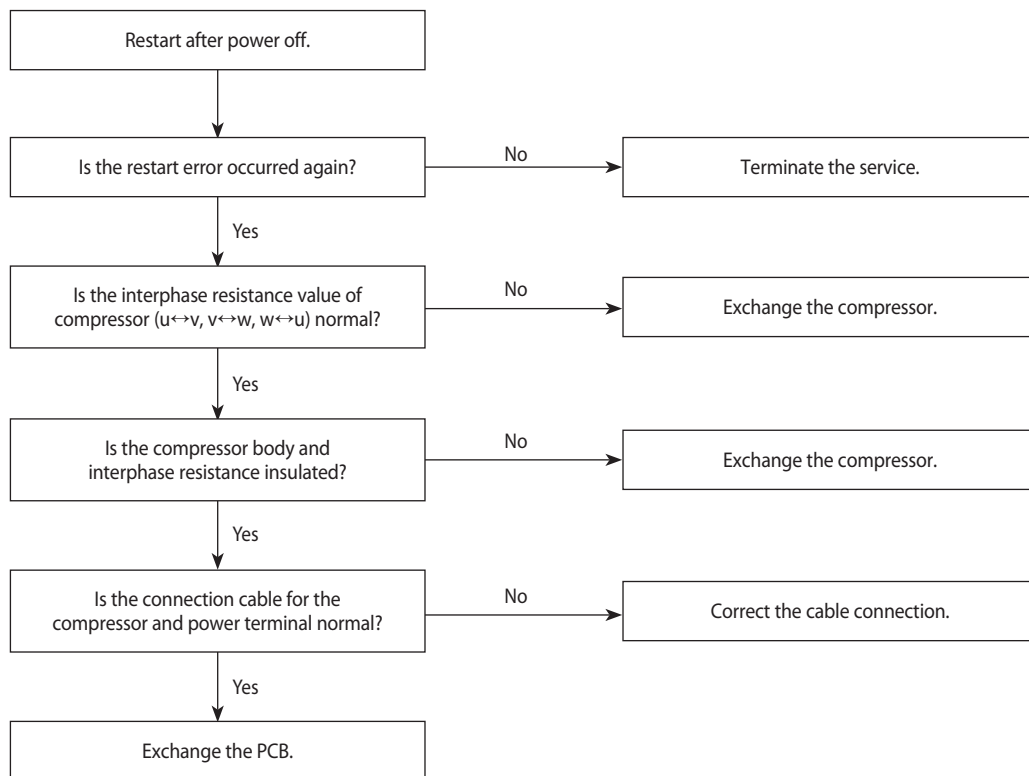 Restart after power off.
Is the restart error occurred again?
No
Terminate the service.
Yes
Is the interphase resistance value of
compressor (u↔v, v↔w, w↔u) normal?
No
Exchange the compressor.
Yes
Is the compressor body and
interphase resistance insulated?
No
Exchange the compressor.
Yes
Is the connection cable for the
compressor and power terminal normal?
No
Correct the cable connection.
Yes
Exchange the PCB.